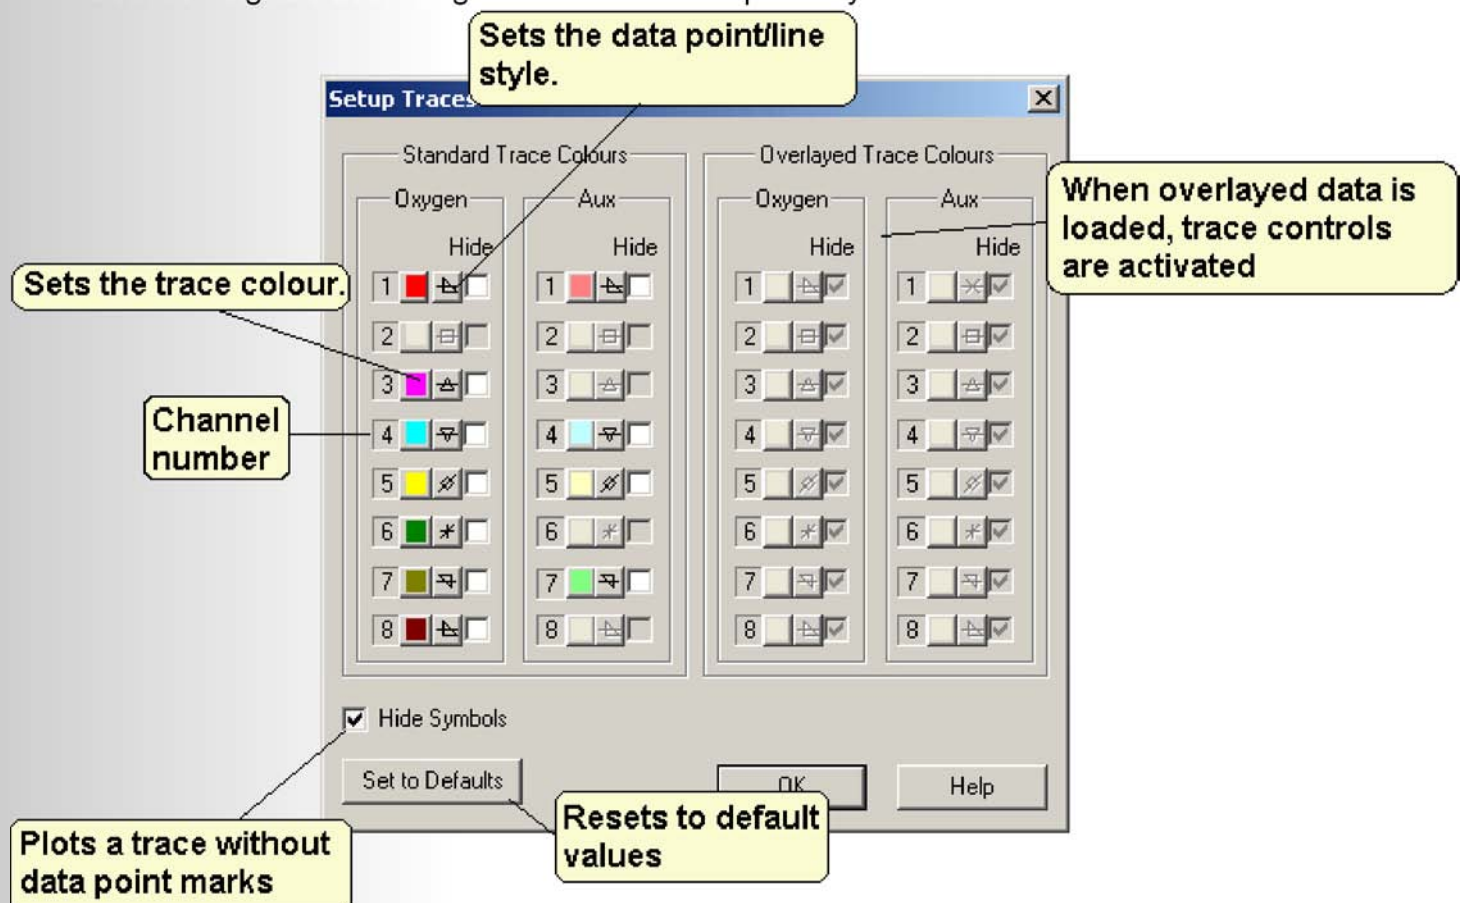 Sets the data point/line
style.
Setup Traces
Standard Trace Colours
Overlayed Trace Colours
Oxygen
Aux
Oxygen
Aux
Hide
Hide
Hide
Hide
1
1
1
1
2
2
2
2
3
3
3
3
4
4
4
4
5
5
5
5
6
6
6
6
7
7
7
7
8
8
8
8
When overlayed data is
loaded, trace controls
are activated
Sets the trace colour.
Channel
number
Hide Symbols
Set to Defaults
OK
Help
Resets to default
values
Plots a trace without
data point marks